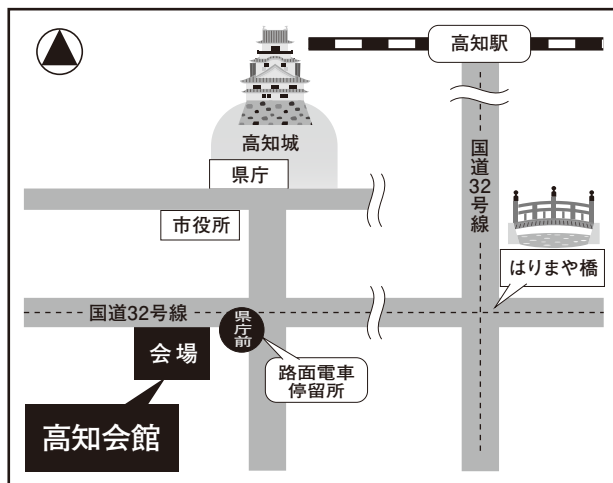 高知駅
高知城
県庁
国道32号線
市役所
はりまや橋
国道32号線
県庁前
会場
路面電車
停留所
高知会館